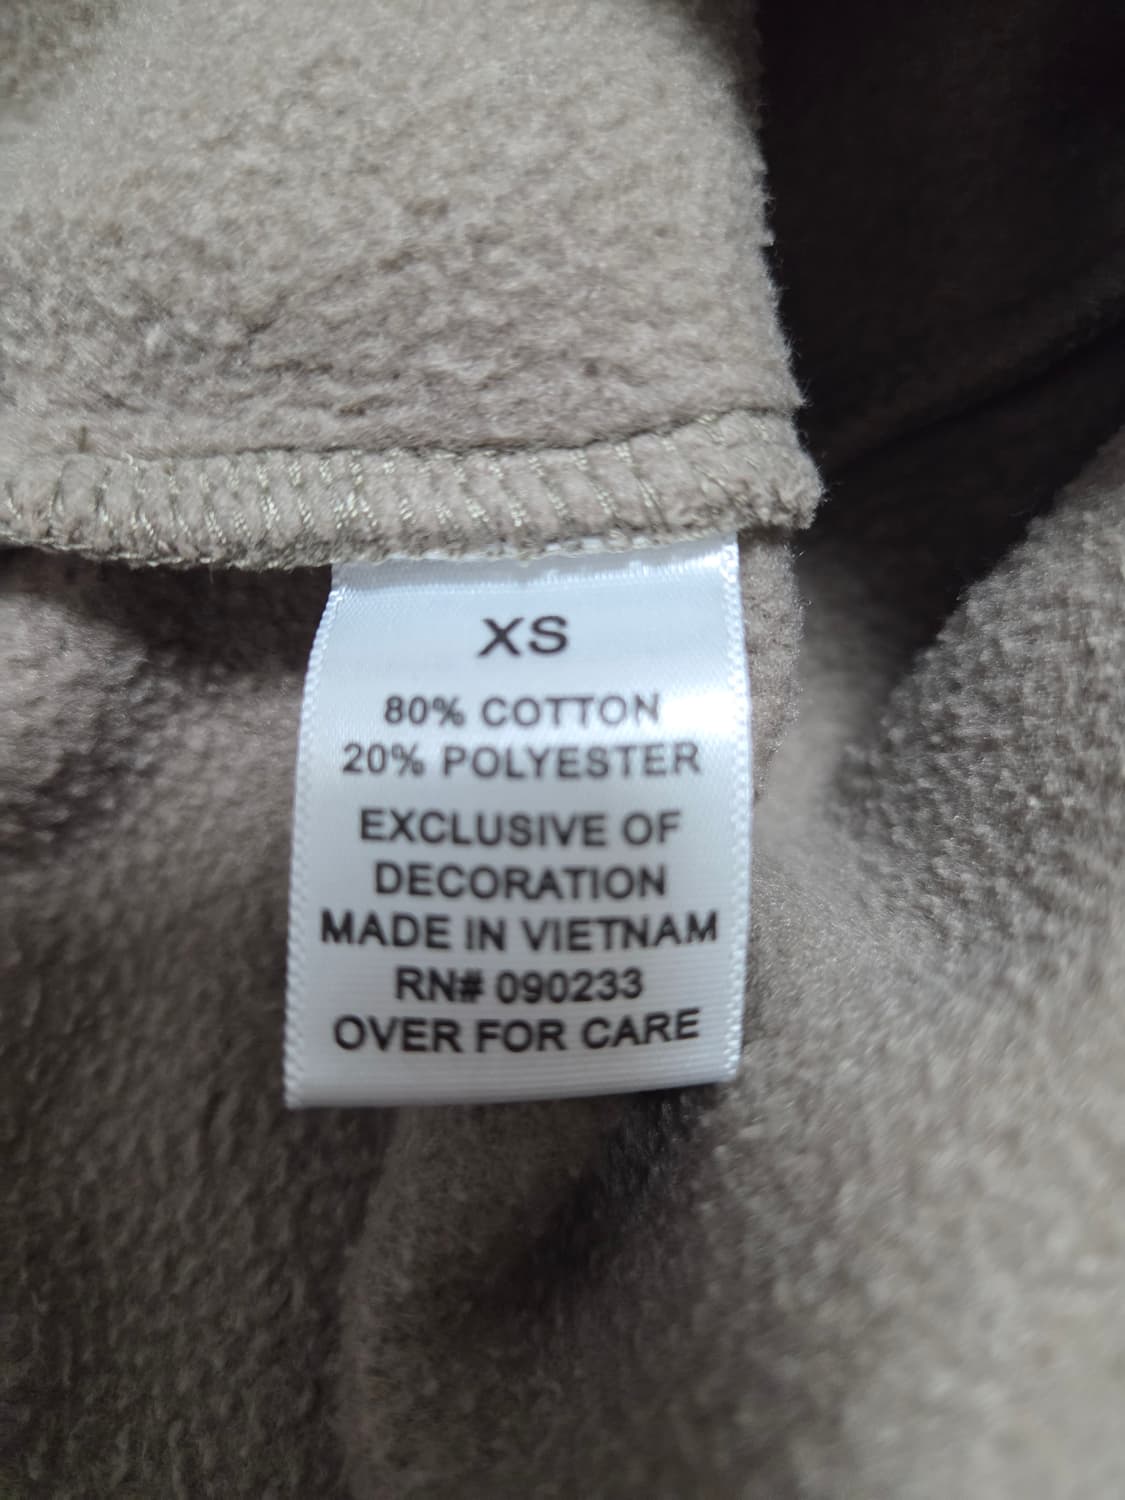 XS
80% COTTON
20% POLYESTER
EXCLUSIVE OF
DECORATION
MADE IN VIETNAM
RN# 090233
OVER FOR CARE